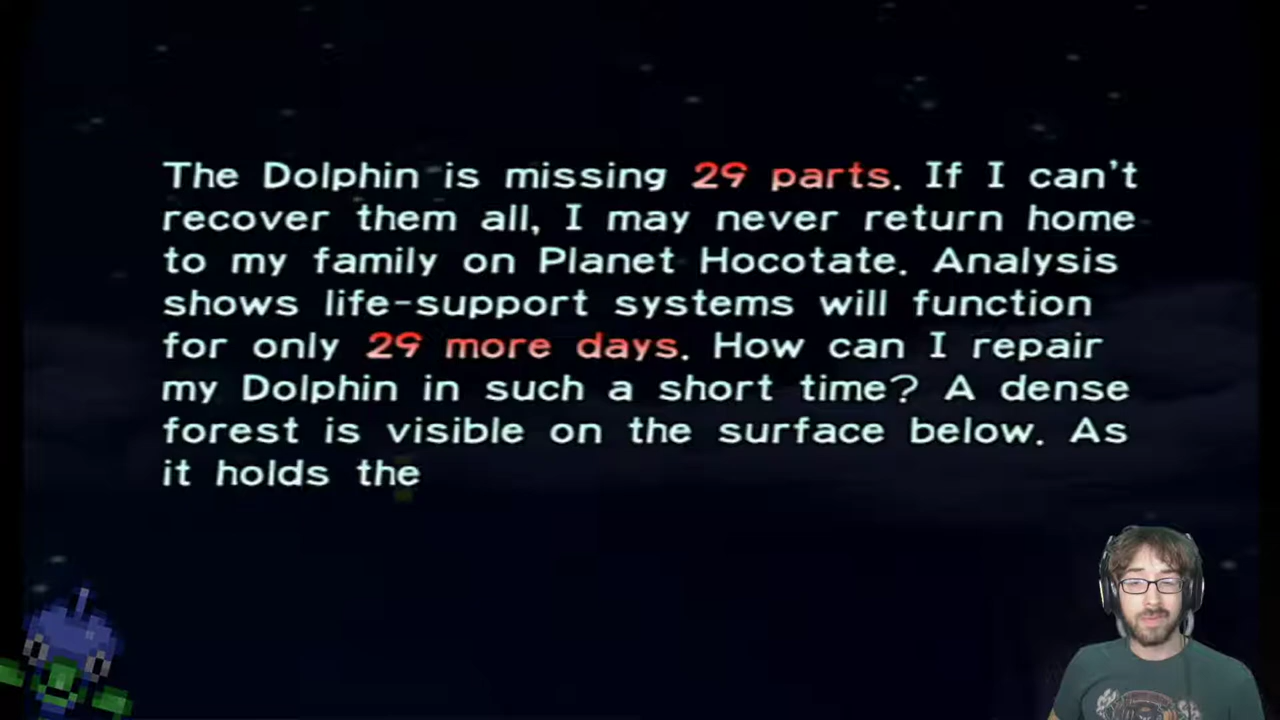 The Dolphin is missing 29 parts. If I can't
recover them all, I may never return home
to my family on Planet Hocotate. Analysis
shows life-support systems will function
for only 29 more days. How can I repair
my Dolphin in such a short time? A dense
forest is visible on the surface below. As
it holds the